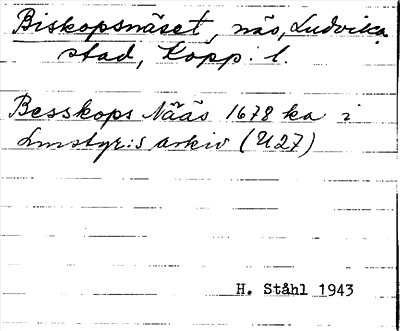 Biskopsnäset, näs, Ludvika
stad, Kopp. l.
Besskops Nääs 1678 ka i
Lmstyr:s arkiv (U27)
H. Ståhl 1943